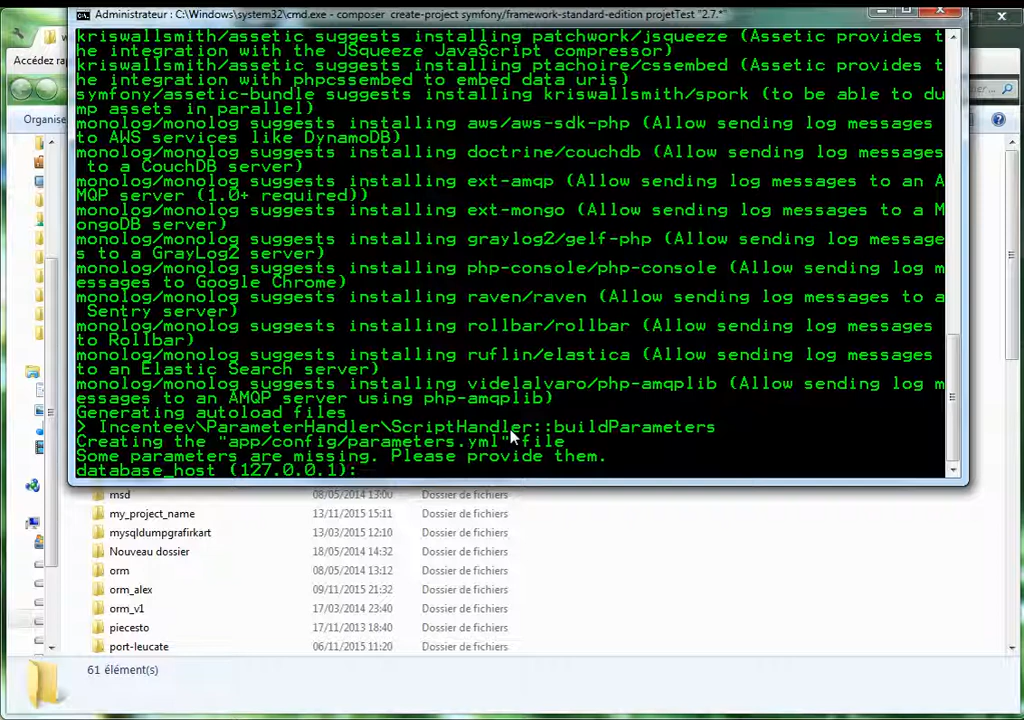 Administrateur : C:\Windows\system32\cmd.exe - composer create-project symfony/framework-standard-edition projetTest "2.7.*"
kriswallsmith/assetic suggests installing patchwork/jsqueeze (Assetic provides t
he integration with the JSqueeze JavaScript compressor)
kriswallsmith/assetic suggests installing ptachoire/cssembed (Assetic provides t
he integration with phpcssembed to embed data uris)
symfony/assetic-bundle suggests installing kriswallsmith/spork (to be able to du
mp assets in parallel)
monolog/monolog suggests installing aws/aws-sdk-php (Allow sending log messages
to AWS services like DynamoDB)
monolog/monolog suggests installing doctrine/couchdb (Allow sending log messages
to a CouchDB server)
monolog/monolog suggests installing ext-amqp (Allow sending log messages to an A
MQP server (1.0+ required))
monolog/monolog suggests installing ext-mongo (Allow sending log messages to a M
ongoDB server)
monolog/monolog suggests installing graylog2/gelf-php (Allow sending log message
s to a GrayLog2 server)
monolog/monolog suggests installing php-console/php-console (Allow sending log m
essages to Google Chrome)
monolog/monolog suggests installing raven/raven (Allow sending log messages to a
Sentry server)
monolog/monolog suggests installing rollbar/rollbar (Allow sending log messages
to Rollbar)
monolog/monolog suggests installing ruflin/elastica (Allow sending log messages
to an Elastic Search server)
monolog/monolog suggests installing videlalvaro/php-amqplib (Allow sending log m
essages to an AMQP server using php-amqplib)
Generating autoload files
> Incenteev\ParameterHandler\ScriptHandler::buildParameters
Creating the "app/config/parameters.yml" file
Some parameters are missing. Please provide them.
database_host (127.0.0.1):
Accédez ra
Organise
msd 08/05/2014 13:00 Dossier de fichiers
my_project_name 13/11/2015 15:11 Dossier de fichiers
mysqldumpgrafirkart 13/03/2015 12:10 Dossier de fichiers
Nouveau dossier 18/05/2014 14:32 Dossier de fichiers
orm 08/05/2014 13:12 Dossier de fichiers
orm_alex 09/11/2015 21:32 Dossier de fichiers
orm_v1 17/03/2014 23:40 Dossier de fichiers
piecesto 17/11/2013 18:40 Dossier de fichiers
port-leucate 06/11/2015 11:20 Dossier de fichiers
61 élément(s)